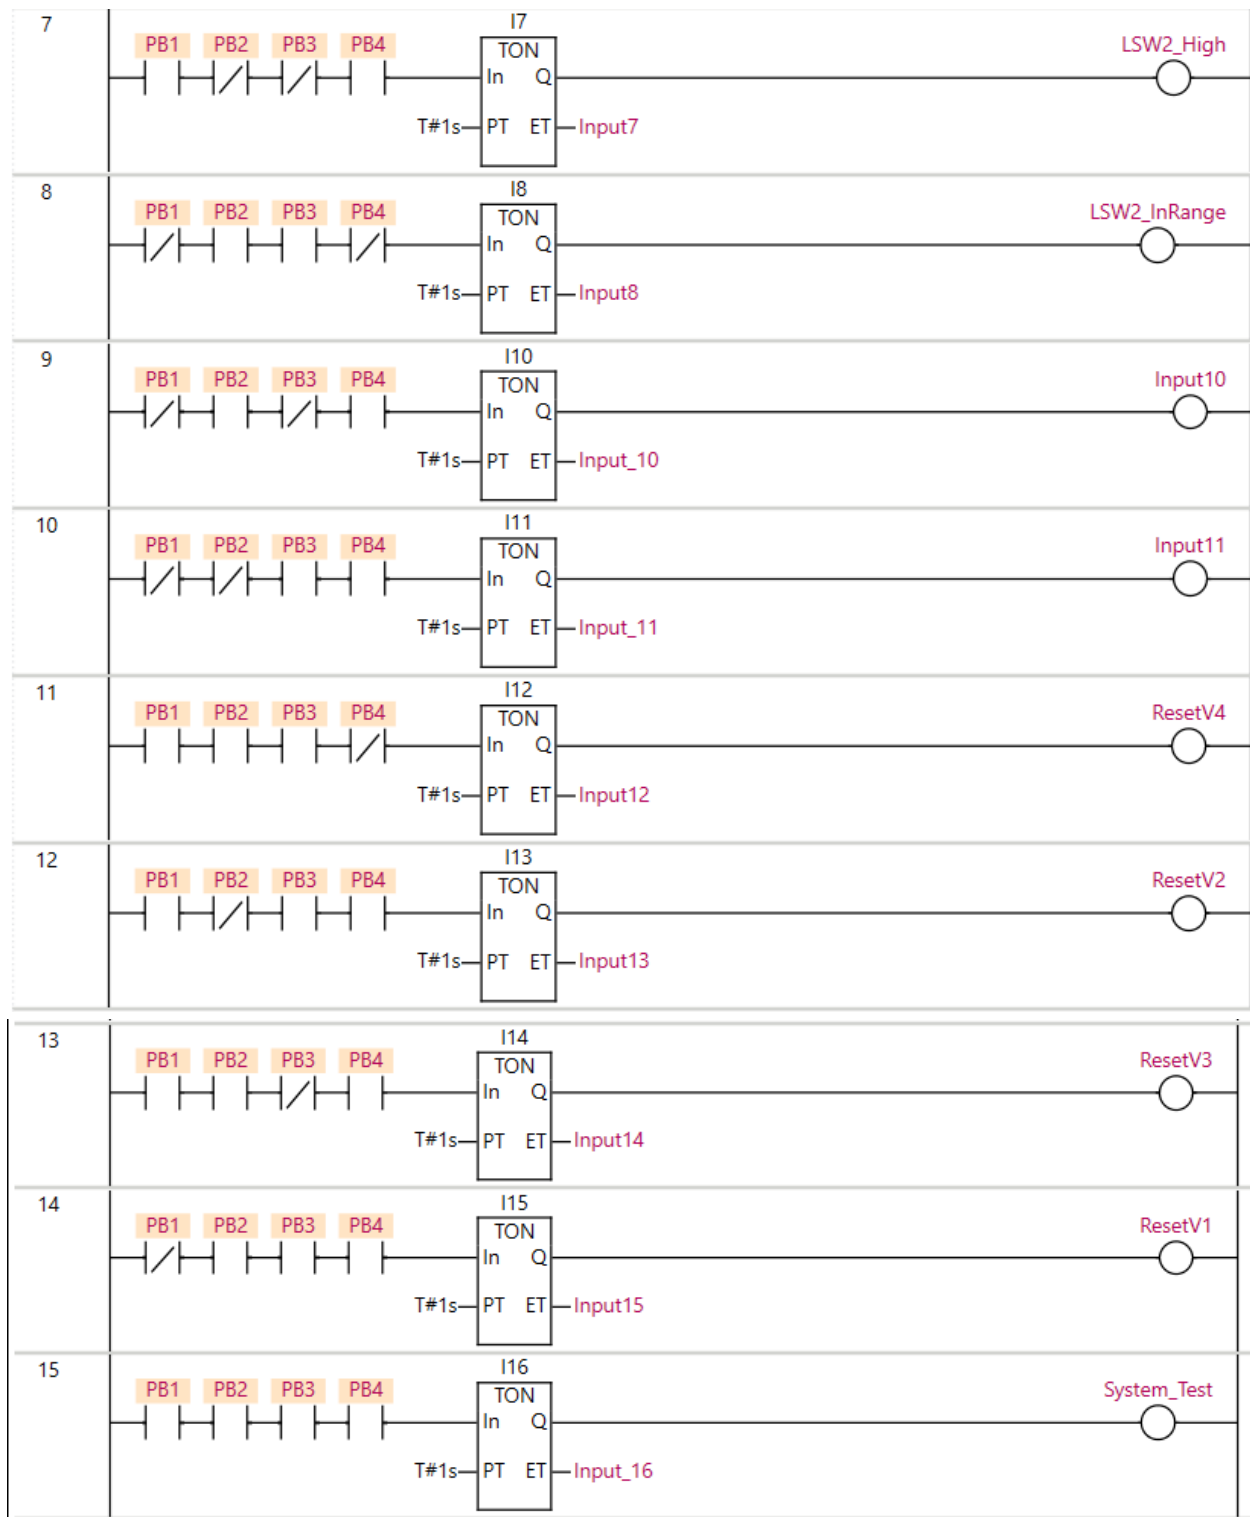 7 I7
PB1 PB2 PB3 PB4 TON LSW2_High
In Q
T#1s PT ET Input7
8 I8
PB1 PB2 PB3 PB4 TON LSW2_InRange
In Q
T#1s PT ET Input8
9 I10
PB1 PB2 PB3 PB4 TON Input10
In Q
T#1s PT ET Input_10
10 I11
PB1 PB2 PB3 PB4 TON Input11
In Q
T#1s PT ET Input_11
11 I12
PB1 PB2 PB3 PB4 TON ResetV4
In Q
T#1s PT ET Input12
12 I13
PB1 PB2 PB3 PB4 TON ResetV2
In Q
T#1s PT ET Input13
13 I14
PB1 PB2 PB3 PB4 TON ResetV3
In Q
T#1s PT ET Input14
14 I15
PB1 PB2 PB3 PB4 TON ResetV1
In Q
T#1s PT ET Input15
15 I16
PB1 PB2 PB3 PB4 TON System_Test
In Q
T#1s PT ET Input_16